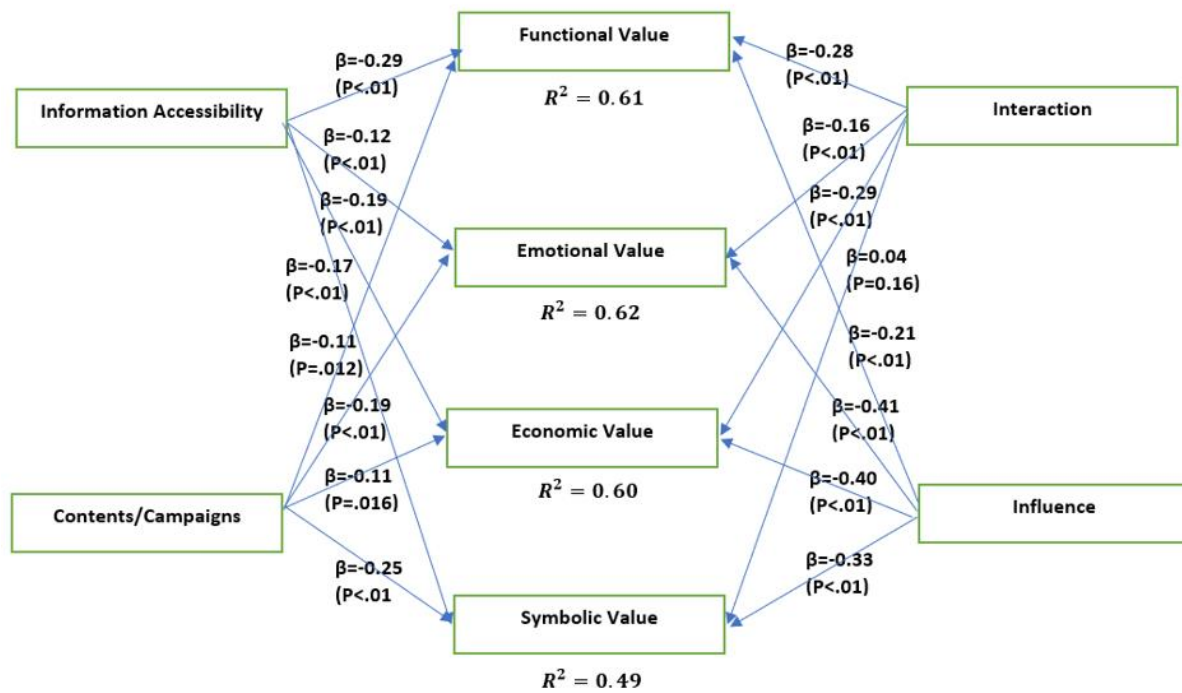 Functional Value
R² = 0.61
Information Accessibility
Interaction
β=-0.29
(P<.01)
β=-0.12
(P<.01)
β=-0.19
(P<.01)
β=-0.17
(P<.01)
β=-0.11
(P=.012)
β=-0.19
(P<.01)
β=-0.11
(P=.016)
β=-0.25
(P<.01
Emotional Value
R² = 0.62
Economic Value
R² = 0.60
Symbolic Value
R² = 0.49
β=-0.28
(P<.01)
β=-0.16
(P<.01)
β=-0.29
(P<.01)
β=0.04
(P=0.16)
β=-0.21
(P<.01)
β=-0.41
(P<.01)
β=-0.40
(P<.01)
β=-0.33
(P<.01)
Contents/Campaigns
Influence